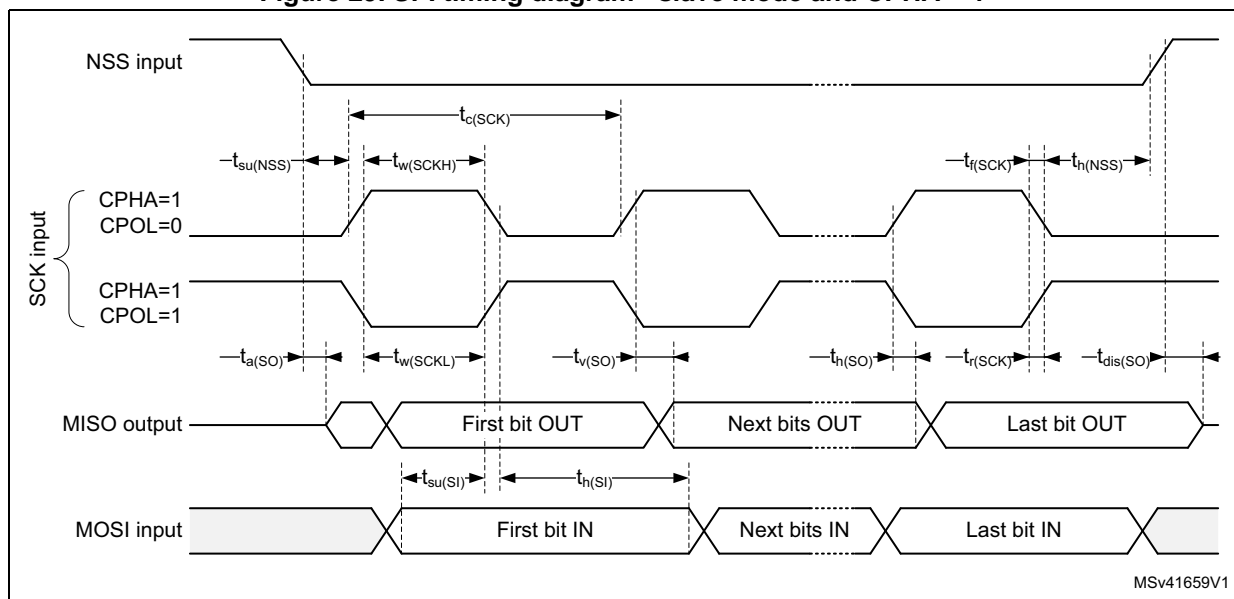 Figure SPI timing diagram - slave mode and CPHA = 1
NSS input
tc(SCK)
tsu(NSS)
tw(SCKH)
tf(SCK)
th(NSS)
SCK input
CPHA=1
CPOL=0
CPHA=1
CPOL=1
ta(SO)
tw(SCKL)
tv(SO)
th(SO)
tr(SCK)
tdis(SO)
MISO output
First bit OUT
Next bits OUT
Last bit OUT
tsu(SI)
th(SI)
MOSI input
First bit IN
Next bits IN
Last bit IN
MSv41659V1